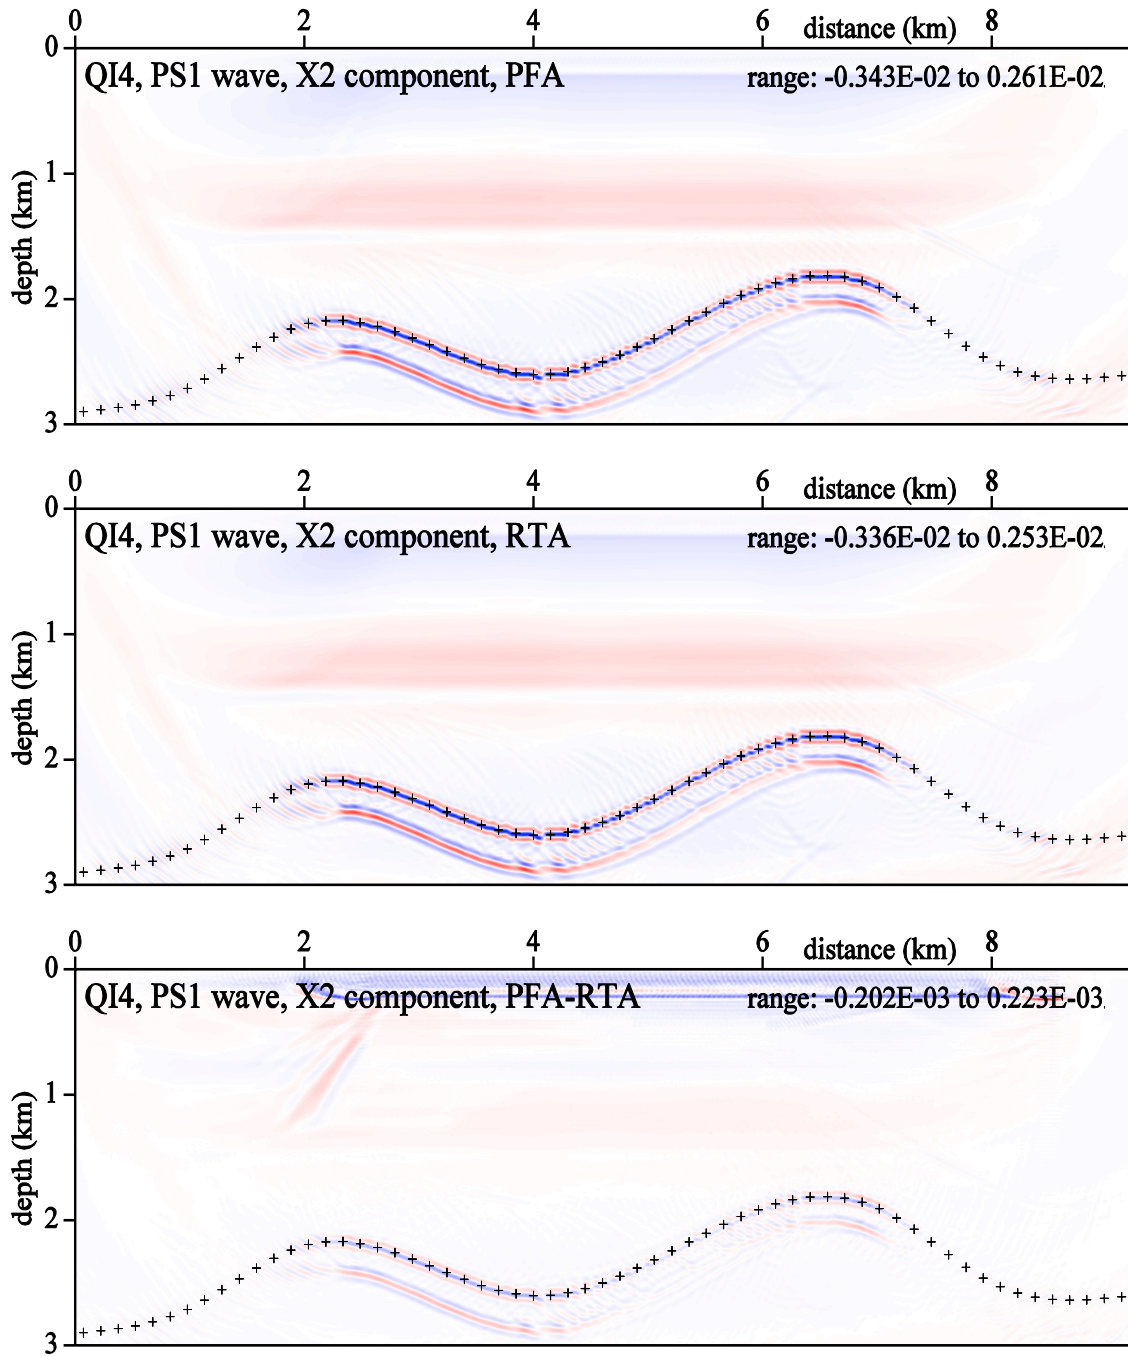 0 2 4 6 distance (km) 8
0
QI4, PS1 wave, X2 component, PFA range: -0.343E-02 to 0.261E-02.
1
depth (km)
2
3
0 2 4 6 distance (km) 8
0
QI4, PS1 wave, X2 component, RTA range: -0.336E-02 to 0.253E-02.
1
depth (km)
2
3
0 2 4 6 distance (km) 8
0
QI4, PS1 wave, X2 component, PFA-RTA range: -0.202E-03 to 0.223E-03.
1
depth (km)
2
3